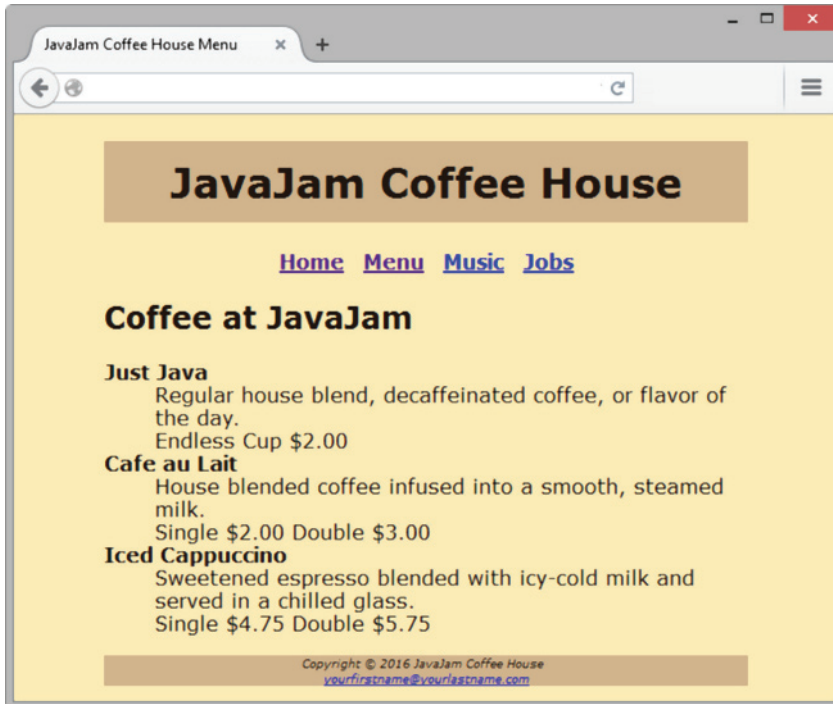 JavaJam Coffee House Menu
JavaJam Coffee House
Home Menu Music Jobs
Coffee at JavaJam
Just Java
Regular house blend, decaffeinated coffee, or flavor of
the day.
Endless Cup $2.00
Cafe au Lait
House blended coffee infused into a smooth, steamed
milk.
Single $2.00 Double $3.00
Iced Cappuccino
Sweetened espresso blended with icy-cold milk and
served in a chilled glass.
Single $4.75 Double $5.75
Copyright © 2016 JavaJam Coffee House
yourfirstname@yourlastname.com